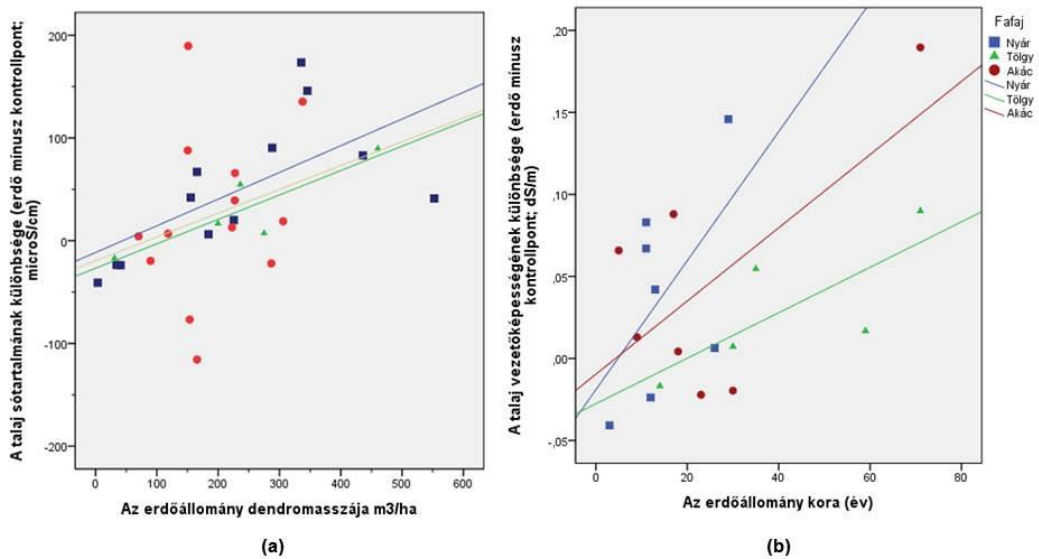 A talaj sótartalmának különbsége (erdő mínusz kontrollpont;
microS/cm)
200
100
0
-100
-200
0 100 200 300 400 500 600
Az erdőállomány dendromasszája m3/ha
(a)
A talaj vezetőképességének különbsége (erdő mínusz
kontrollpont; dS/m)
,20
,15
,10
,05
,00
-,05
0 20 40 60 80
Az erdőállomány kora (év)
(b)
Fafaj
Nyár
Tölgy
Akác
Nyár
Tölgy
Akác